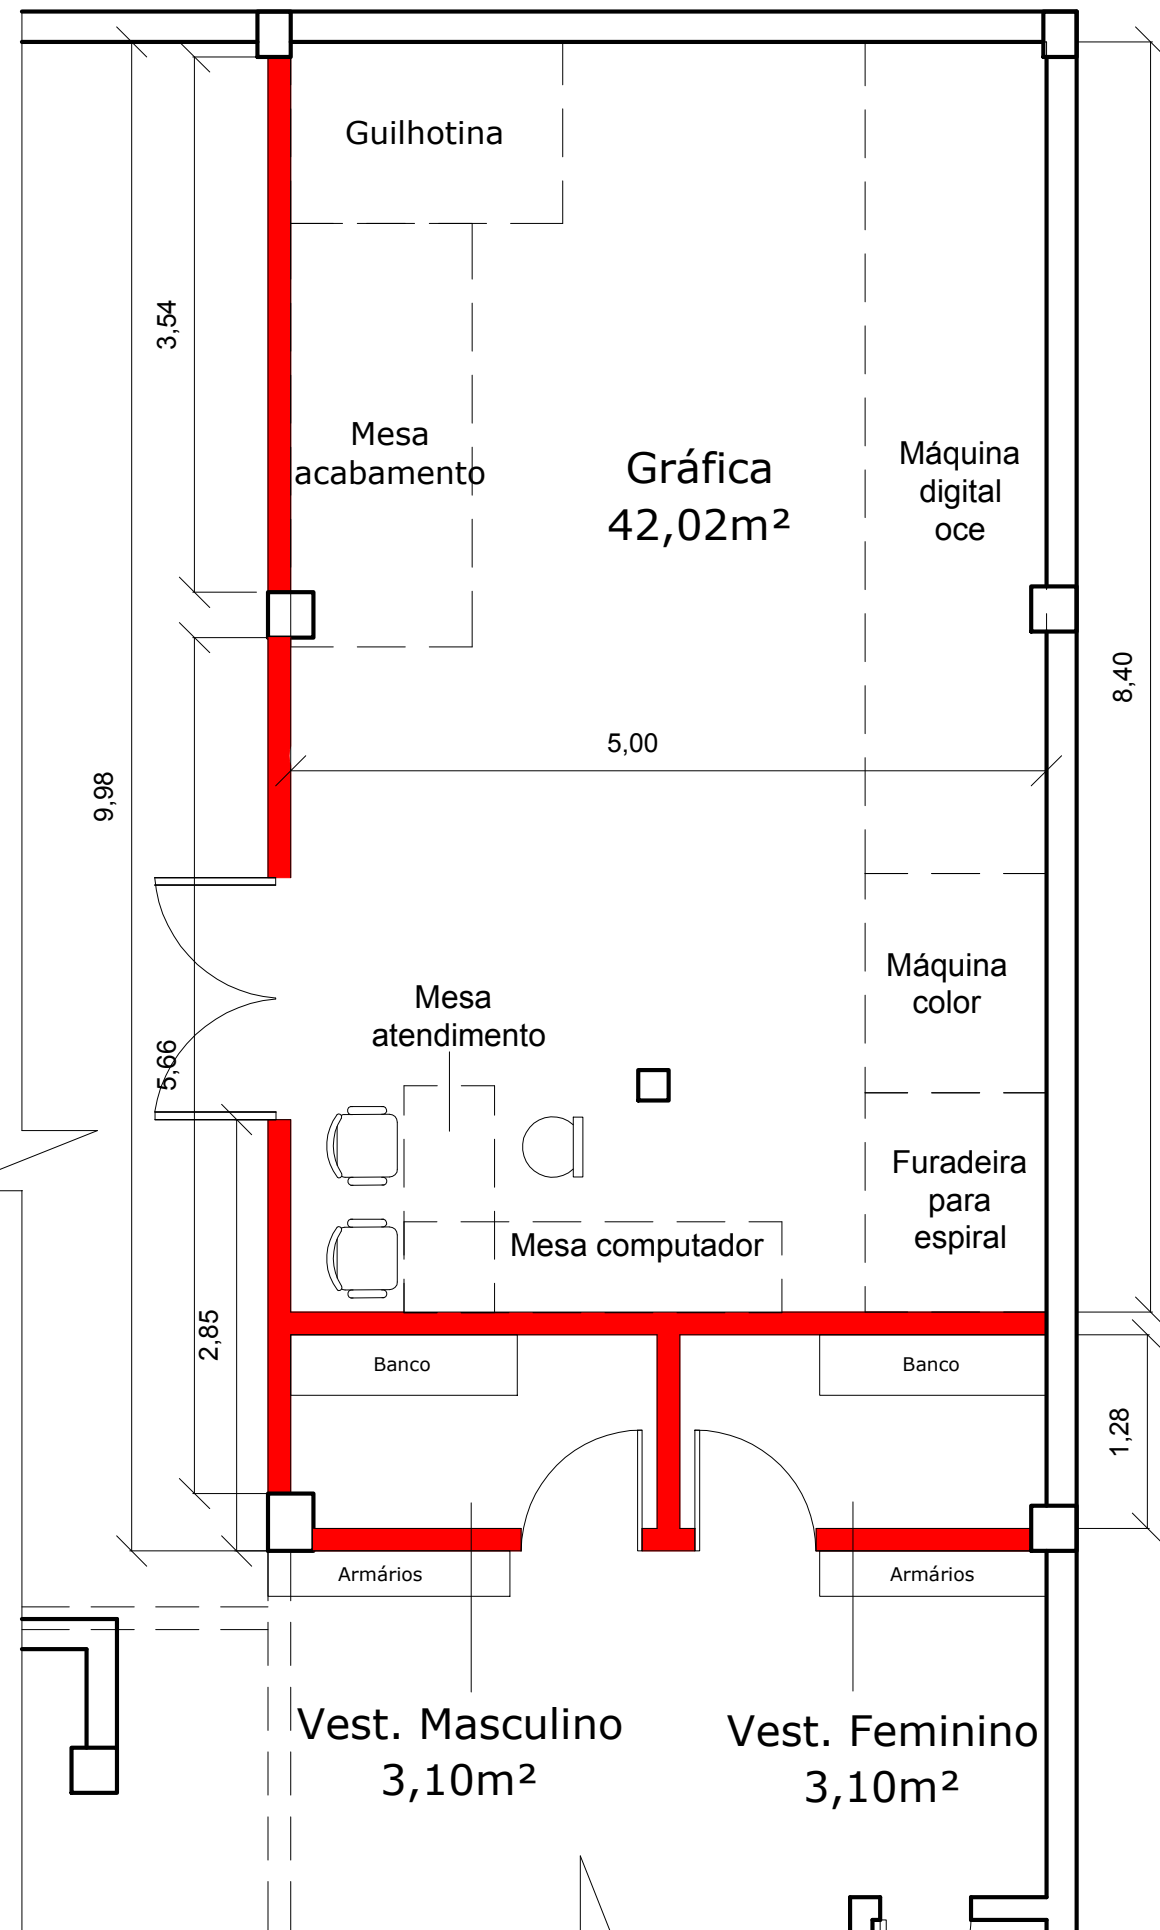 Guilhotina
3,54
Mesa
acabamento
Gráfica
42,02m²
Máquina
digital
oce
8,40
5,00
9,98
Máquina
color
Mesa
atendimento
5,66
Furadeira
para
espiral
Mesa computador
2,85
Banco
Banco
1,28
Armários
Armários
Vest. Masculino
3,10m²
Vest. Feminino
3,10m²